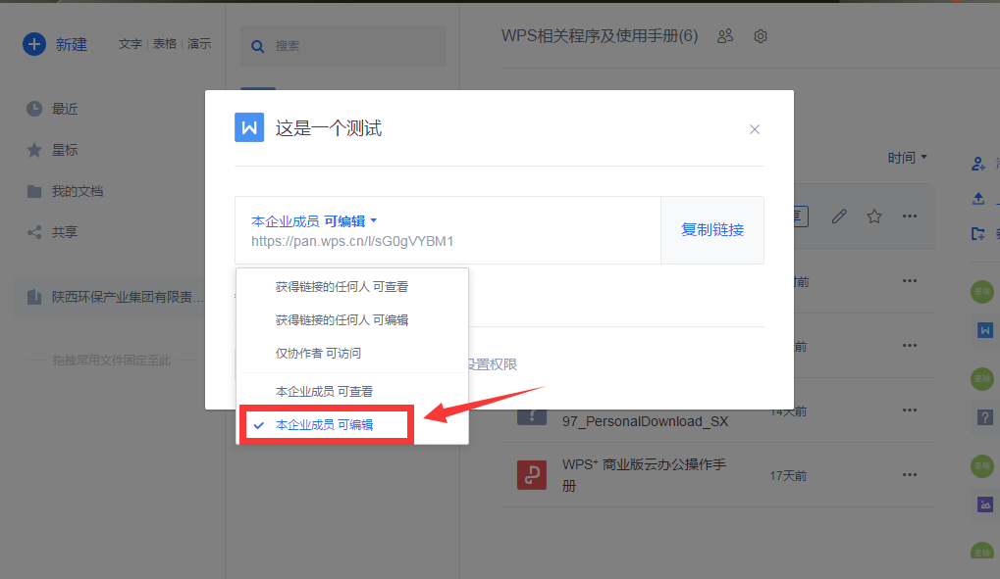 新建
文字 | 表格 | 演示
搜索
WPS相关程序及使用手册(6)
最近
星标
我的文档
共享
陕西环保产业集团有限责...
拖拽常用文件固定至此
这是一个测试
本企业成员 可编辑
https://pan.wps.cn/l/sG0gVYBM1
复制链接
获得链接的任何人 可查看
获得链接的任何人 可编辑
仅协作者 可访问
本企业成员 可查看
本企业成员 可编辑
设置权限
时间
享
时前
前
14天前
97_PersonalDownload_SX
WPS⁺ 商业版云办公操作手
册
17天前